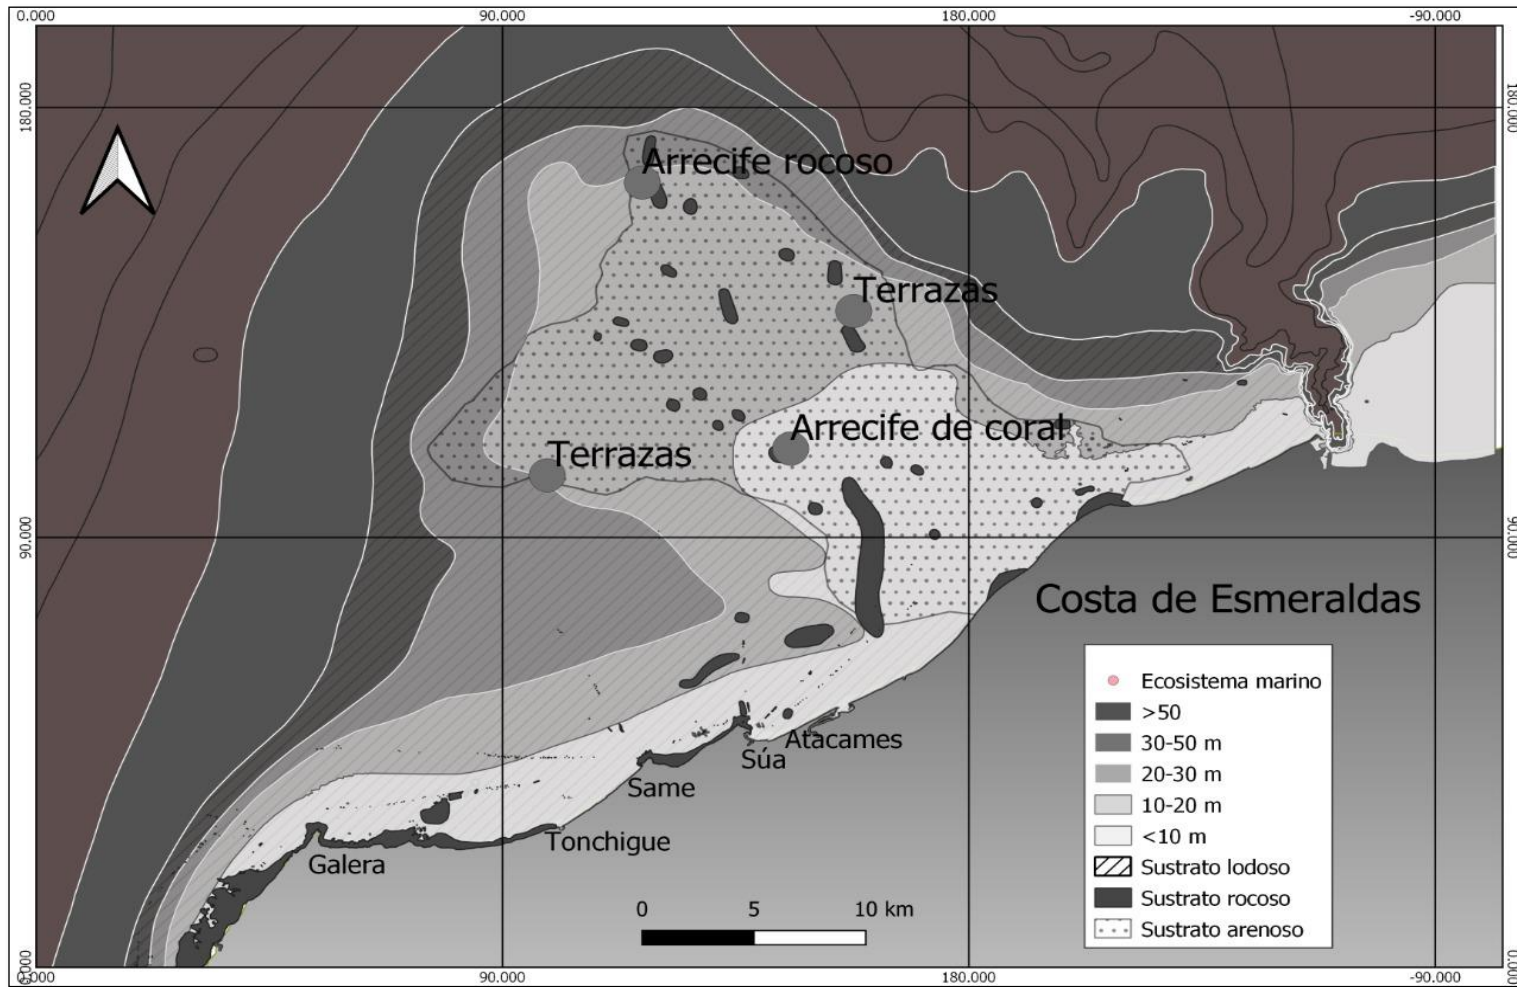 0.000 90.000 180.000 -90.000
180.000 180.000
Arrecife rocoso
Terrazas
Arrecife de coral
Terrazas
90.000 90.000
Costa de Esmeraldas
Ecosistema marino
>50
30-50 m
20-30 m
10-20 m
<10 m
Sustrato lodoso
Sustrato rocoso
Sustrato arenoso
Atacames
Súa
Same
Tonchigue
Galera
0 5 10 km
0.000 0.000
0.000 90.000 180.000 -90.000